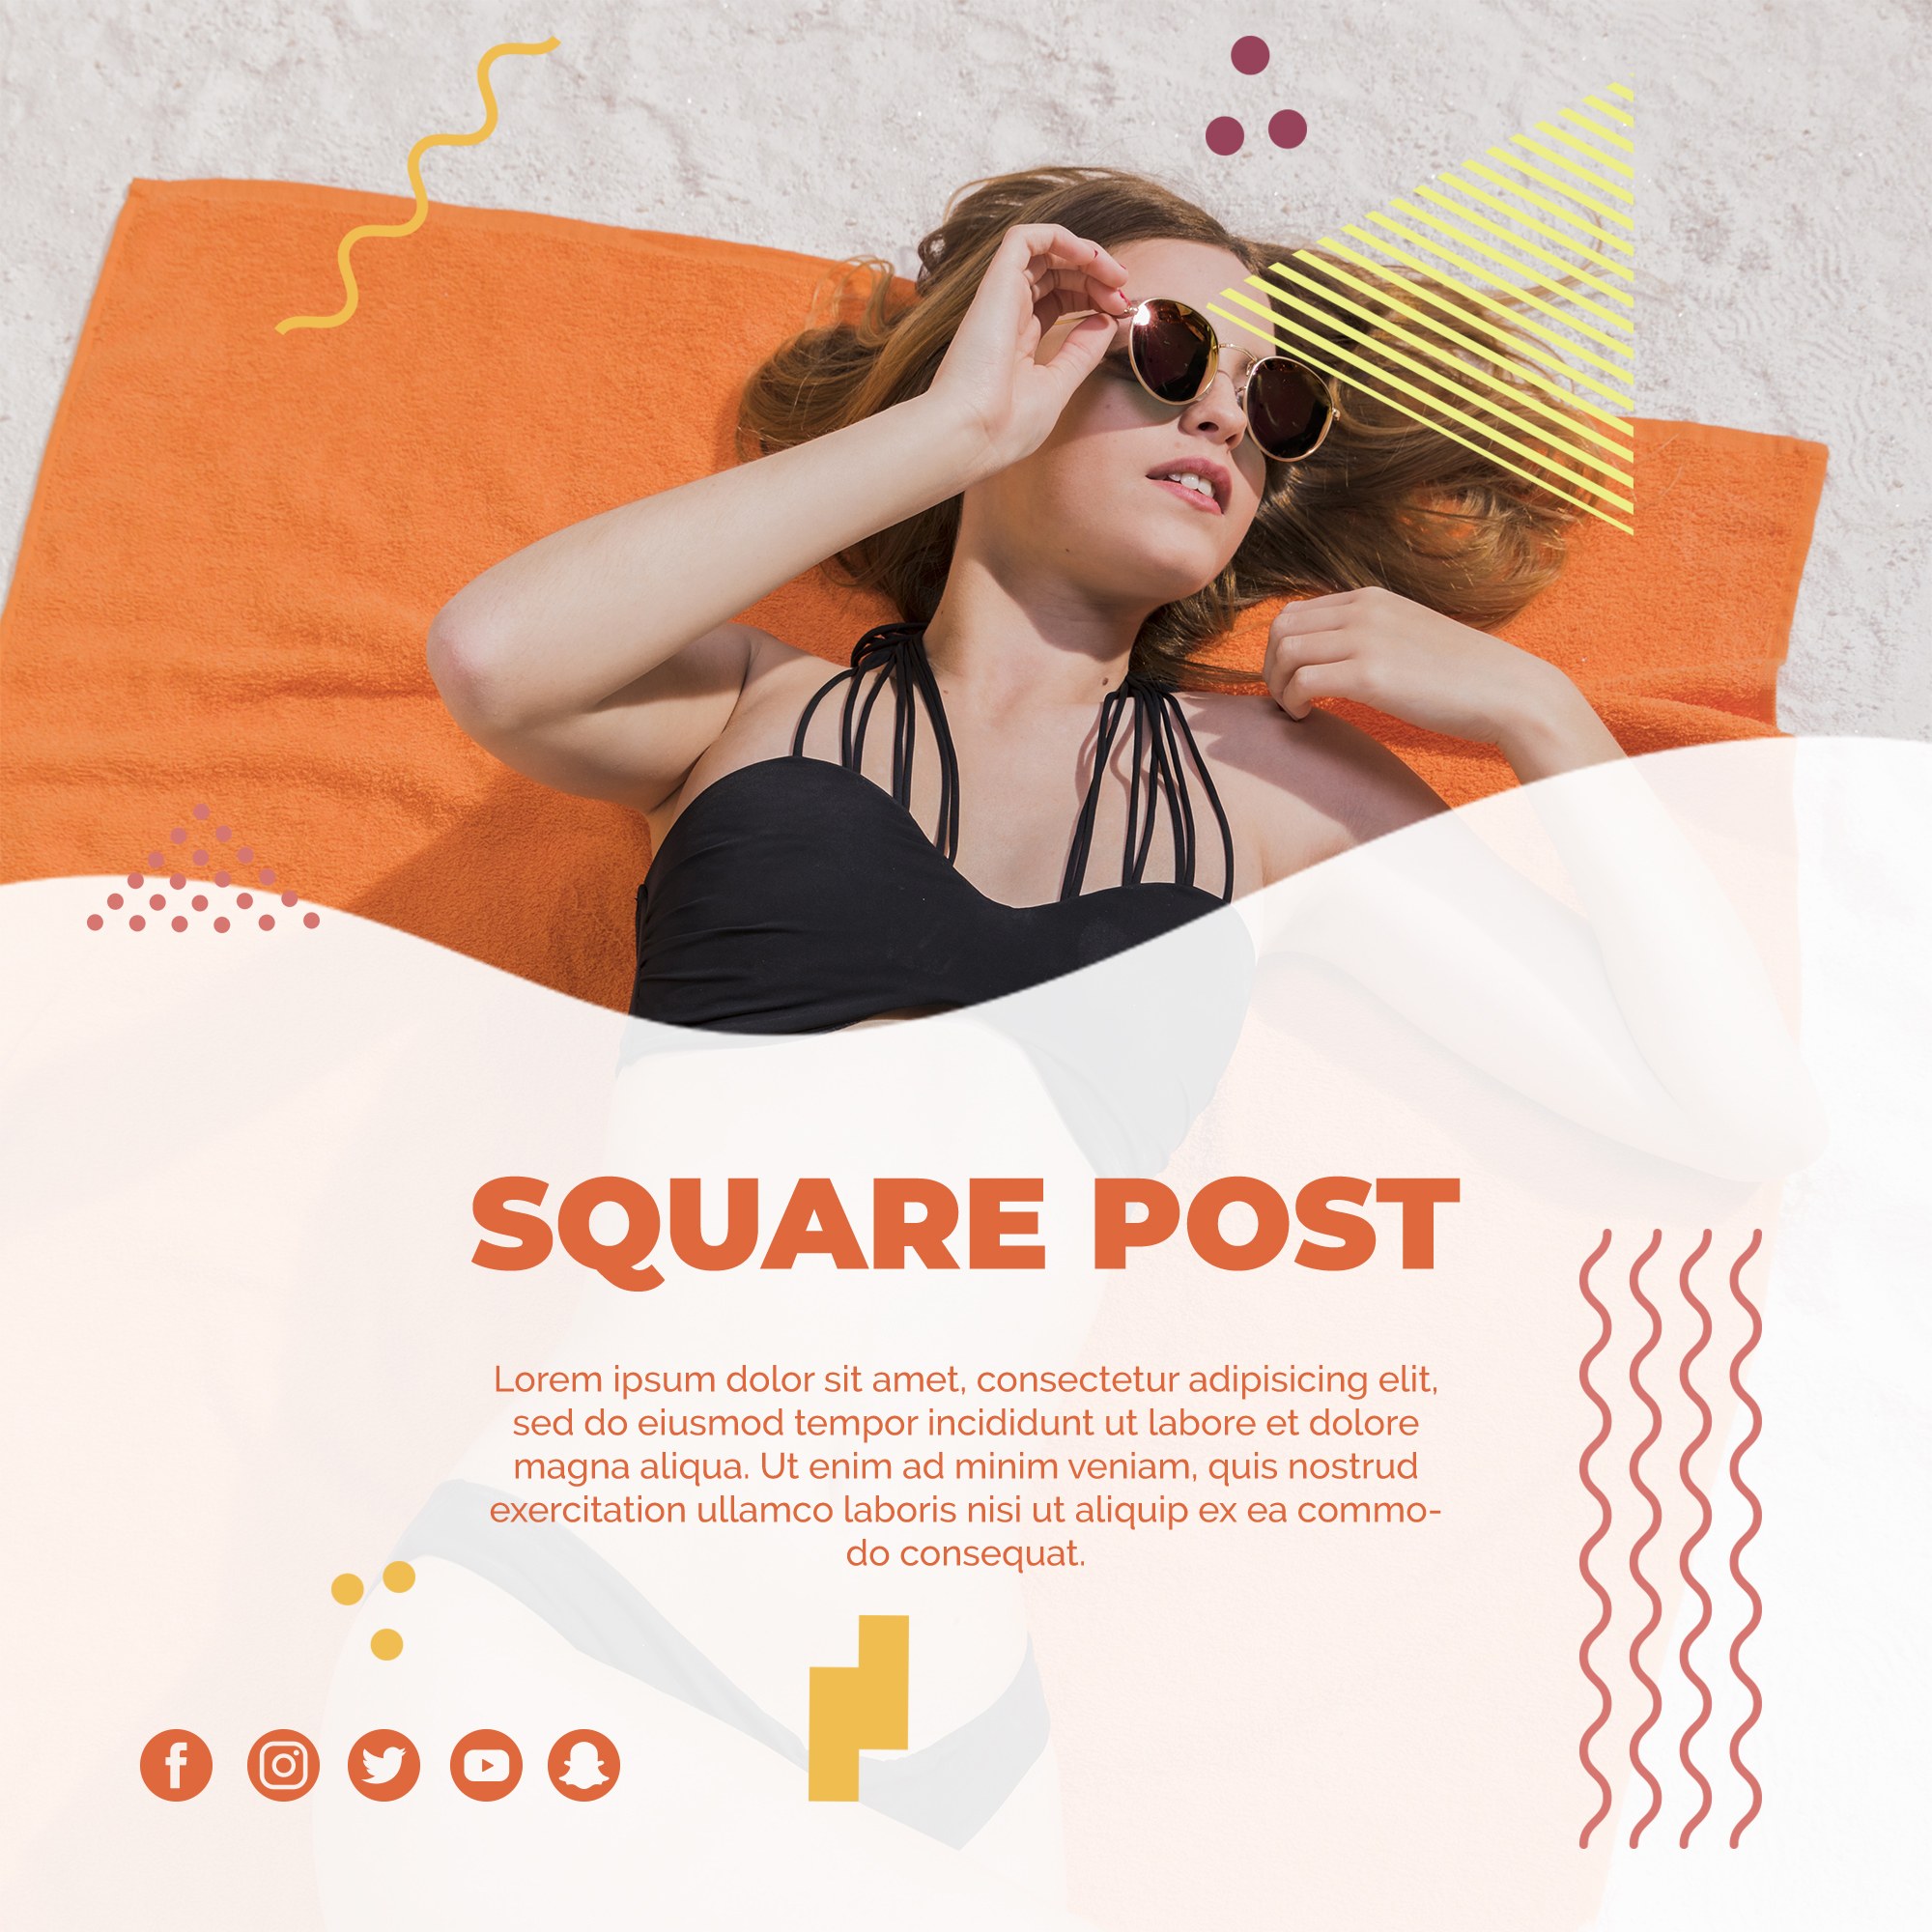 SQUARE POST
Lorem ipsum dolor sit amet, consectetur adipisicing elit,
sed do eiusmod tempor incididunt ut labore et dolore
magna aliqua. Ut enim ad minim veniam, quis nostrud
exercitation ullamco laboris nisi ut aliquip ex ea commo-
do consequat.